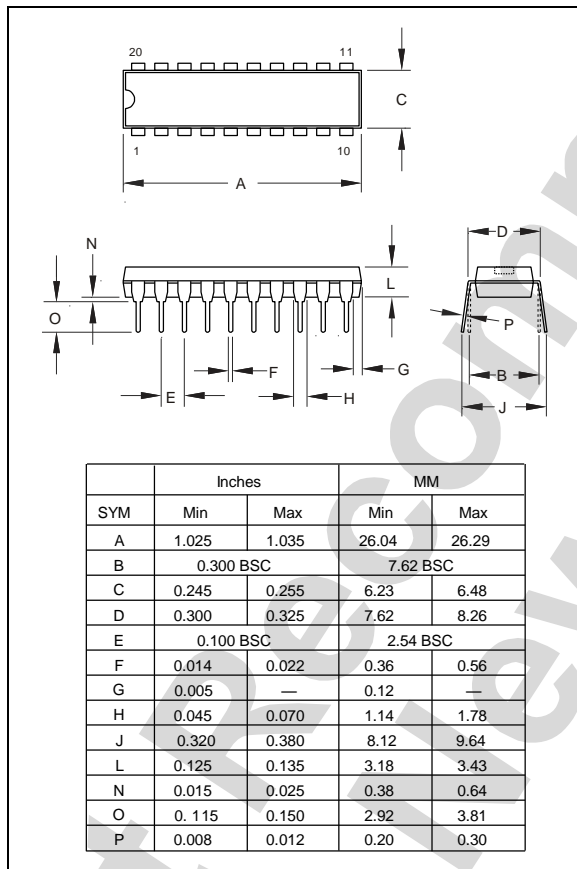 20 11
C
1 10
A
N
D
L
O
P
F
G
E
H
B
J
Inches MM
SYM Min Max Min Max
A 1.025 1.035 26.04 26.29
B 0.300 BSC 7.62 BSC
C 0.245 0.255 6.23 6.48
D 0.300 0.325 7.62 8.26
E 0.100 BSC 2.54 BSC
F 0.014 0.022 0.36 0.56
G 0.005 — 0.12 —
H 0.045 0.070 1.14 1.78
J 0.320 0.380 8.12 9.64
L 0.125 0.135 3.18 3.43
N 0.015 0.025 0.38 0.64
O 0. 115 0.150 2.92 3.81
P 0.008 0.012 0.20 0.30